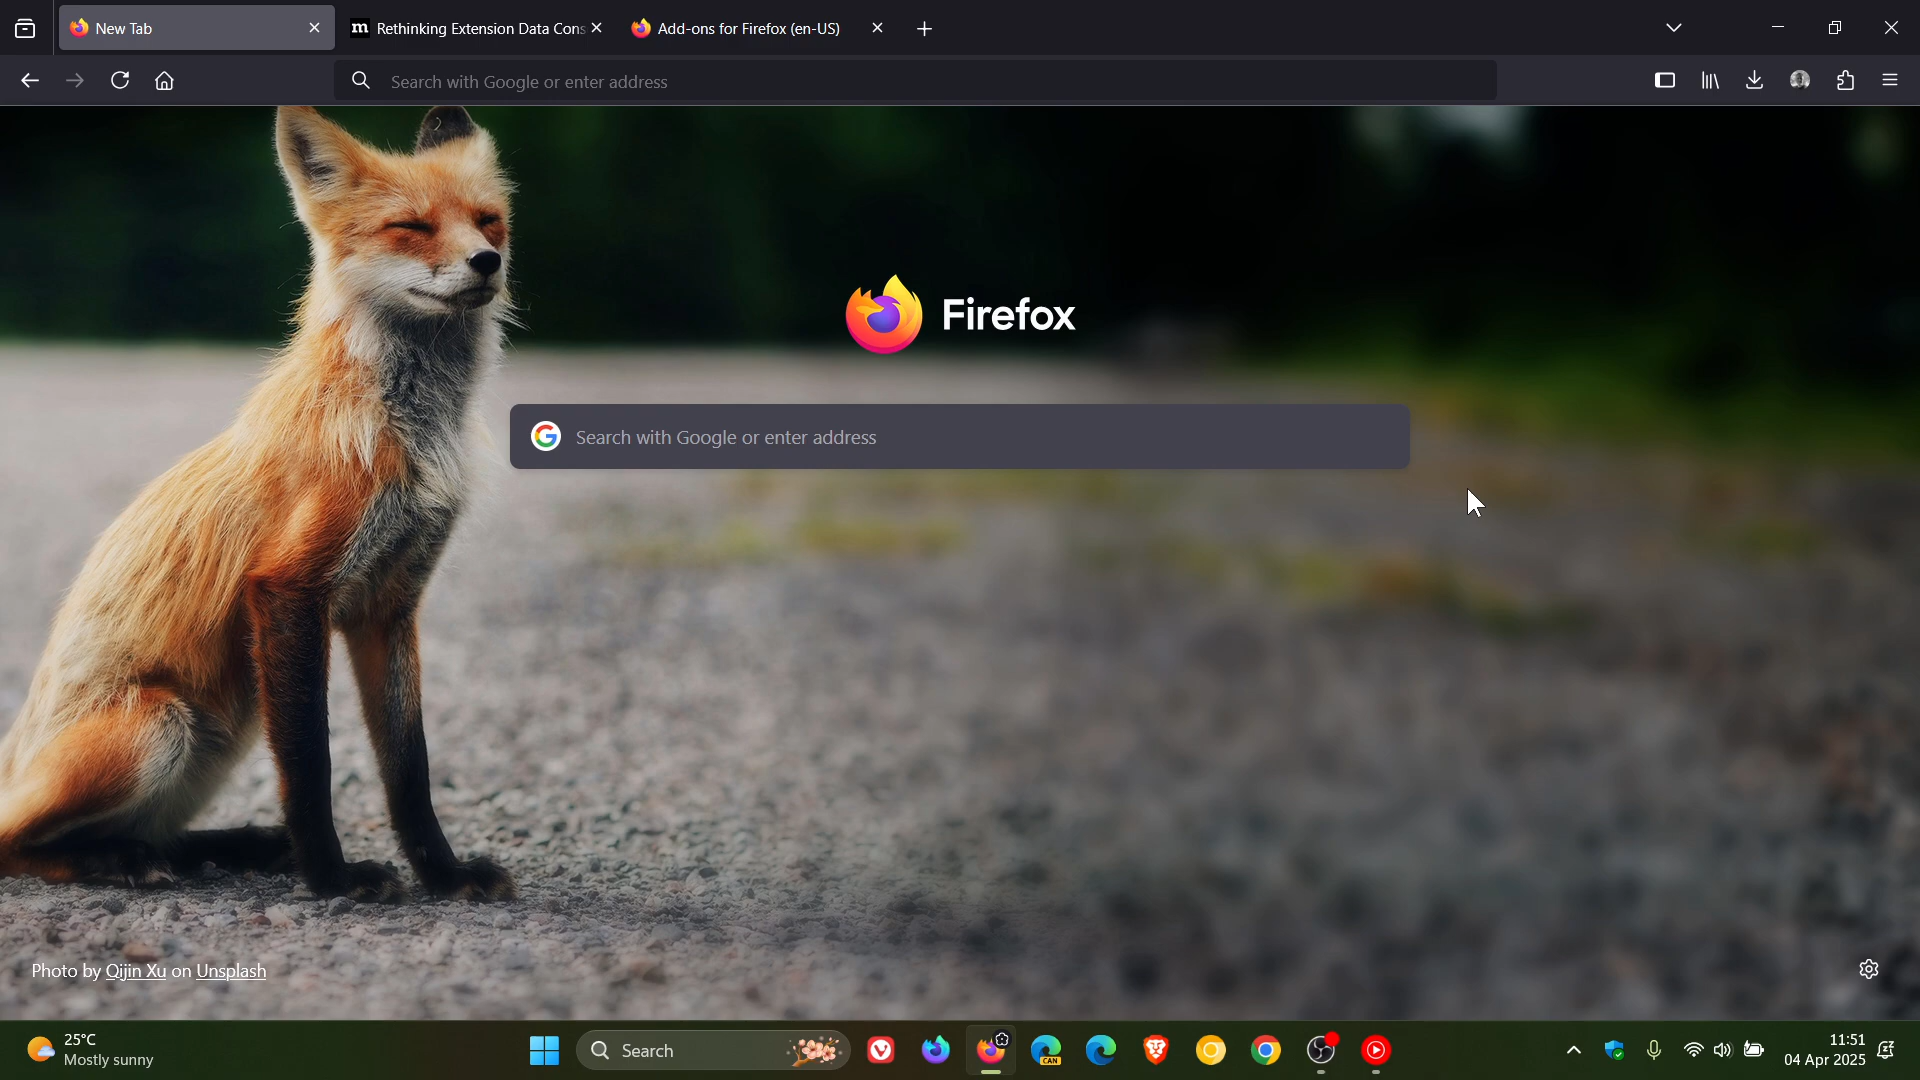 New Tab
Rethinking Extension Data Cons
Add-ons for Firefox (en-US)
Search with Google or enter address
Firefox
Search with Google or enter address
Photo by Qijin Xu on Unsplash
25°C
Mostly sunny
Search
CAN
11:51
04 Apr 2025